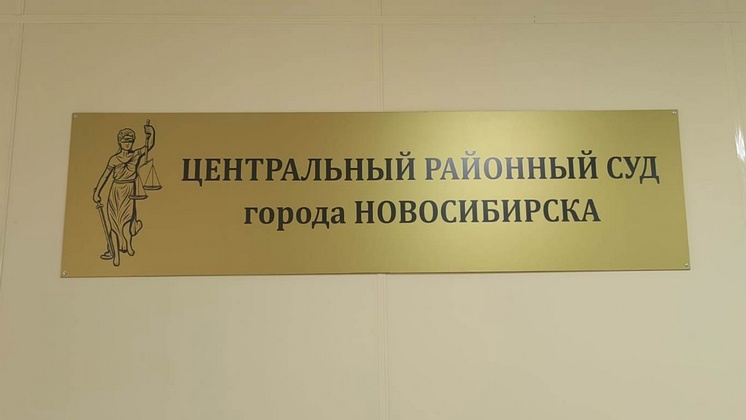 ЦЕНТРАЛЬНЫЙ РАЙОННЫЙ СУД
города НОВОСИБИРСКА